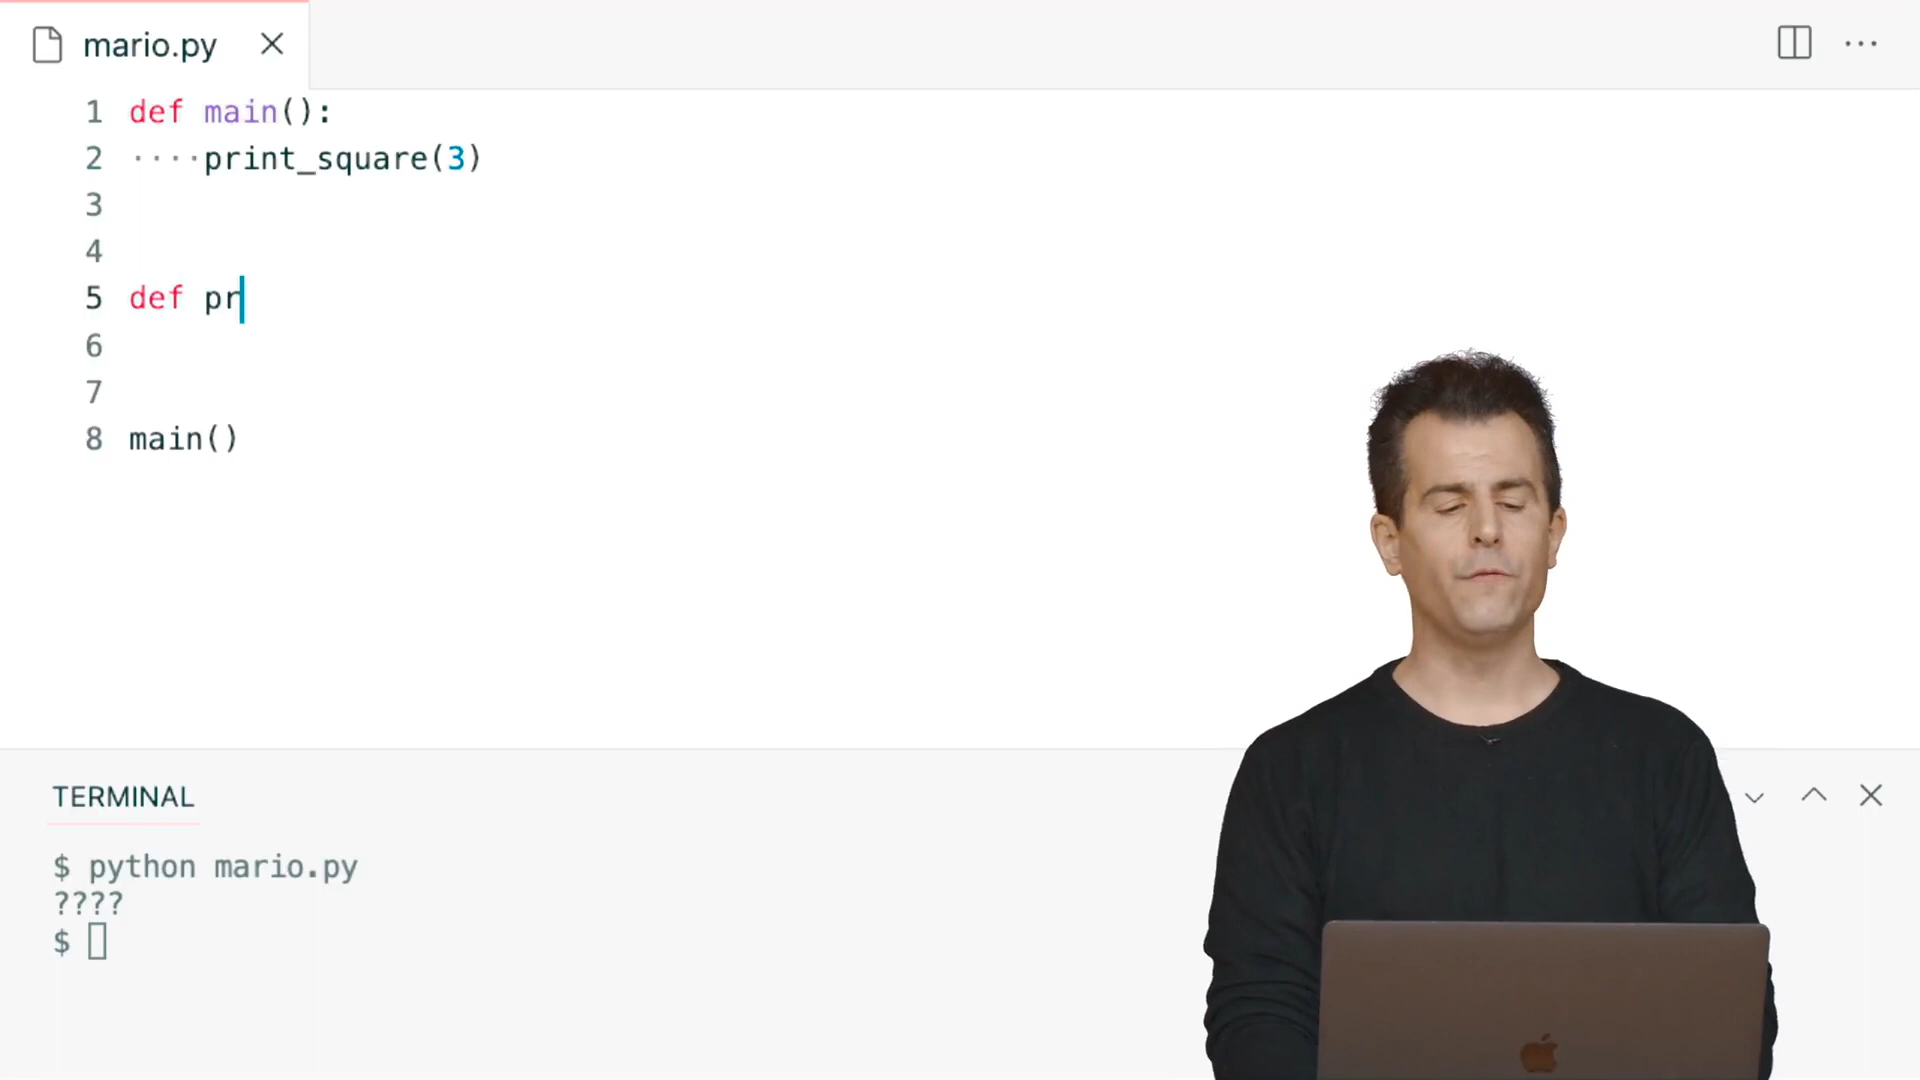 mario.py
1 def main():
2 ····print_square(3)
3
4
5 def pr
6
7
8 main()
TERMINAL
$ python mario.py
????
$